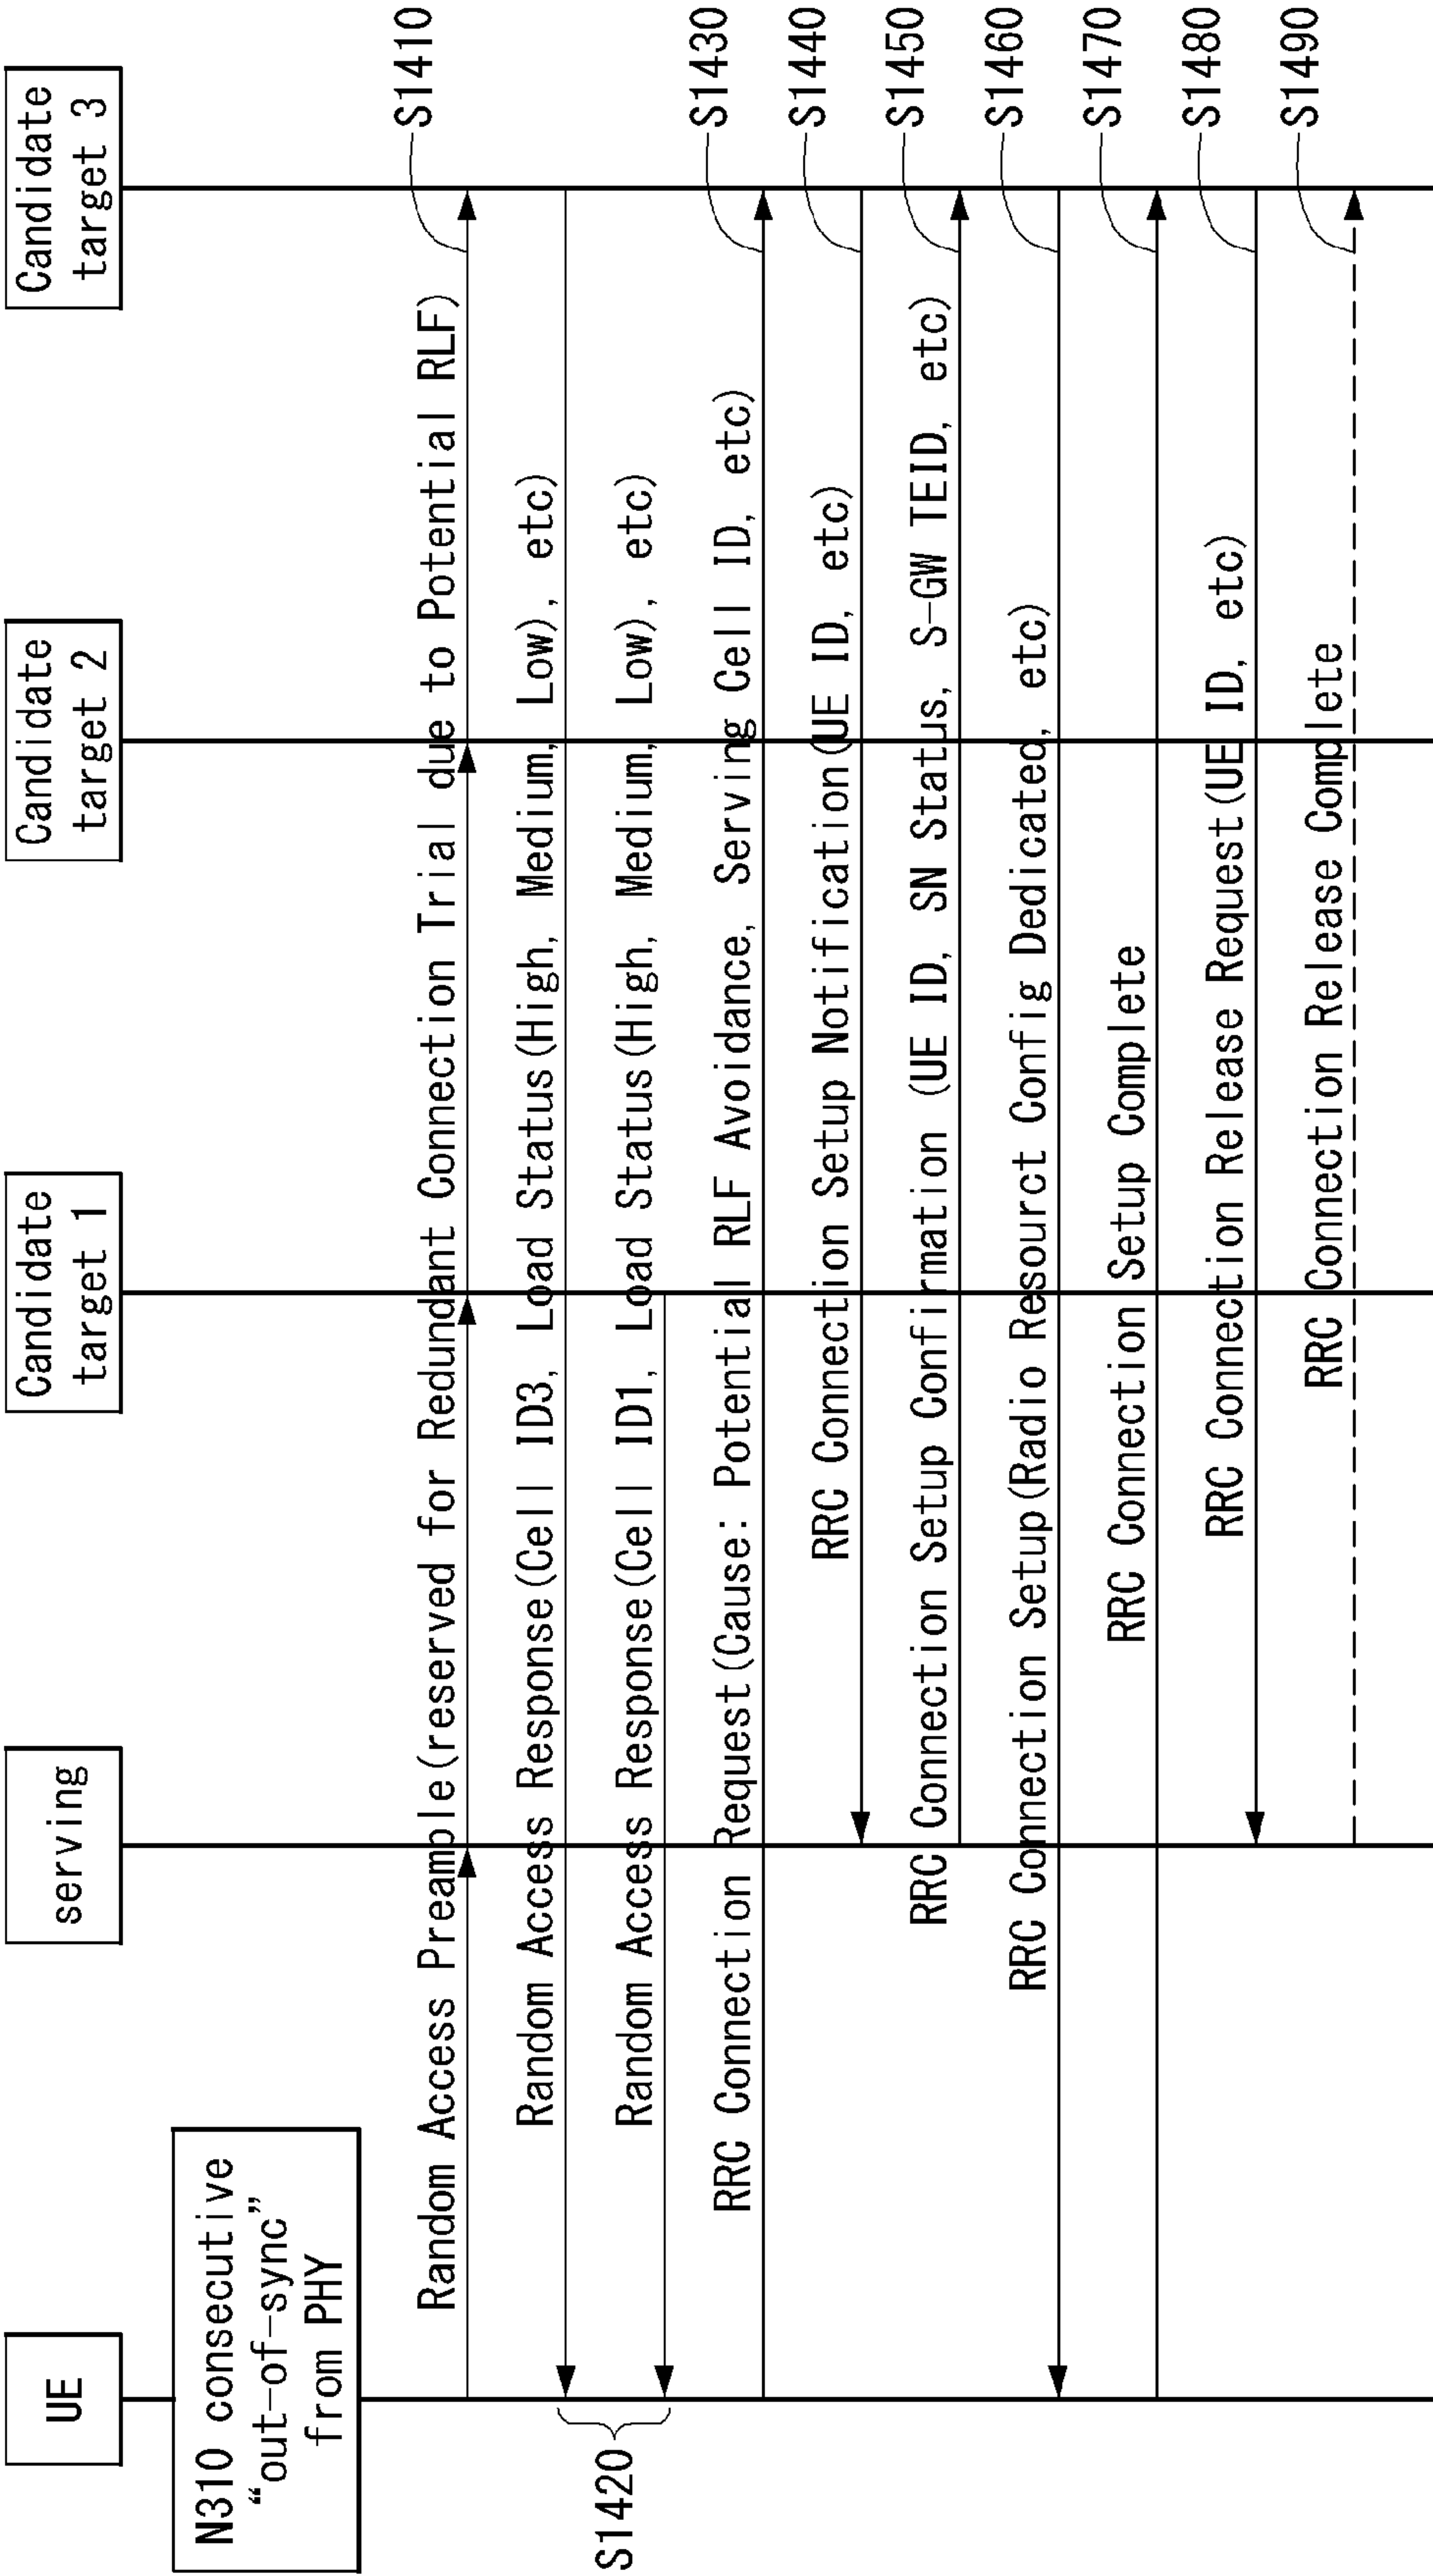 UE
serving
Candidate
target 1
Candidate
target 2
Candidate
target 3
N310 consecutive
“out-of-sync”
from PHY
Random Access Preamble(reserved for Redundant Connection Trial due to Potential RLF)
S1410
Random Access Response(Cell ID3, Load Status(High, Medium, Low), etc)
S1420
Random Access Response(Cell ID1, Load Status(High, Medium, Low), etc)
RRC Connection Request(Cause: Potential RLF Avoidance, Serving Cell ID, etc)
S1430
RRC Connection Setup Notification(UE ID, etc)
S1440
RRC Connection Setup Confirmation (UE ID, SN Status, S-GW TEID, etc)
S1450
RRC Connection Setup(Radio Resourct Config Dedicated, etc)
S1460
RRC Connection Setup Complete
S1470
RRC Connection Release Request(UE ID, etc)
S1480
RRC Connection Release Complete
S1490